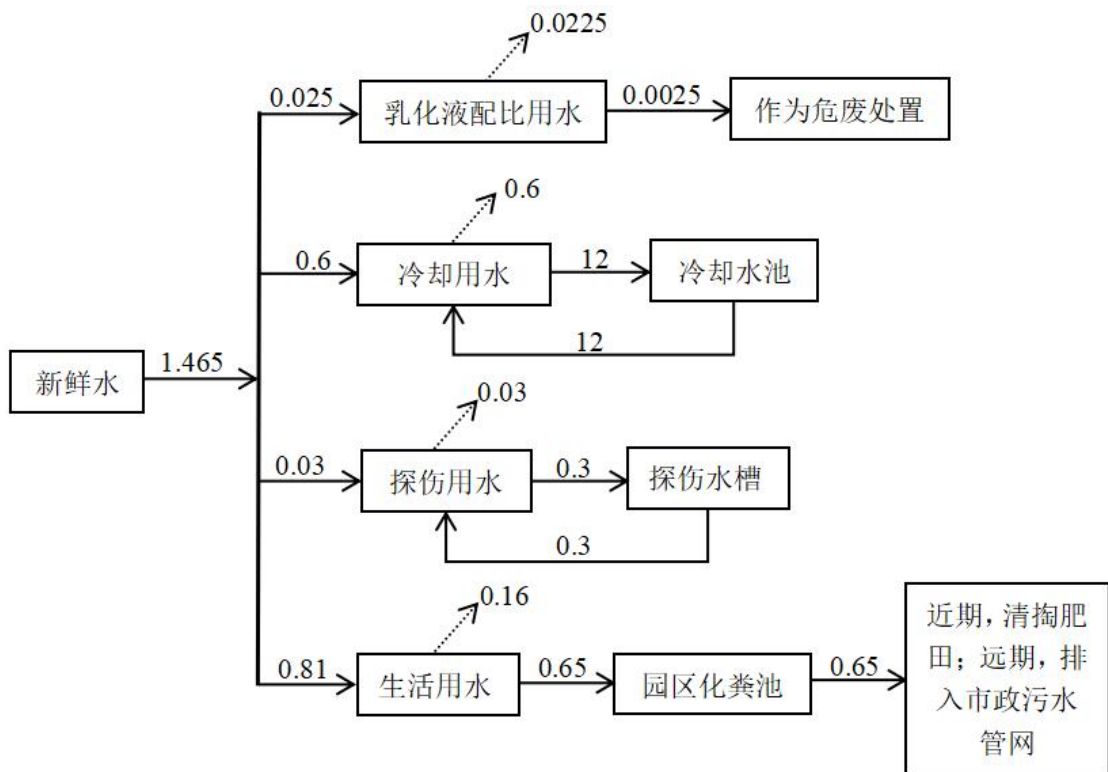 0.0225
0.025
乳化液配比用水
0.0025
作为危废处置
0.6
0.6
冷却用水
12
冷却水池
12
新鲜水
1.465
0.03
0.03
探伤用水
0.3
探伤水槽
0.3
0.16
0.81
生活用水
0.65
园区化粪池
0.65
近期,清掏肥
田；远期,排
入市政污水
管网